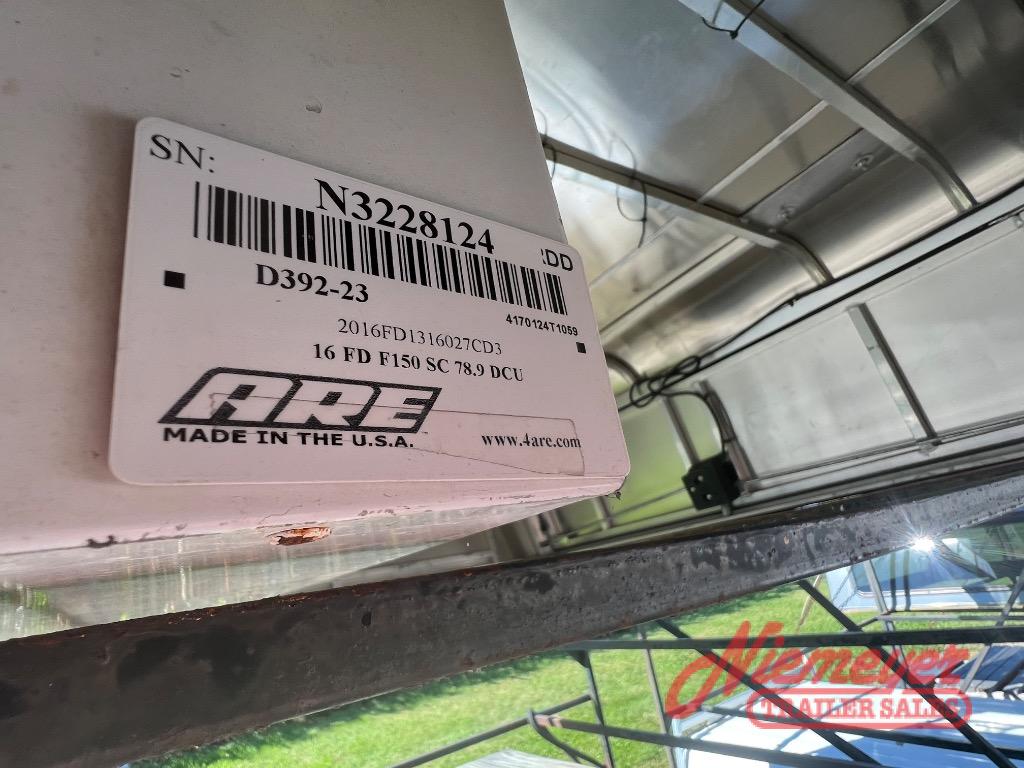 SN:
N3228124
:DD
D392-23
4170124T1059
2016FD1316027CD3
16 FD F150 SC 78.9 DCU
ARE
MADE IN THE U.S.A.
www.4are.com
Niemeyer
TRAILER SALES